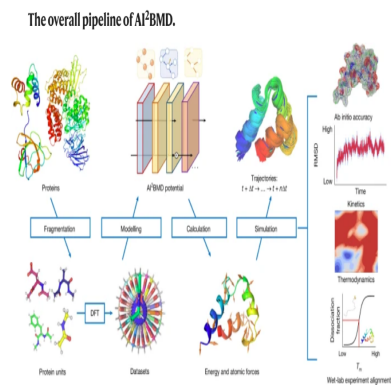 The overall pipeline of AI²BMD.
Proteins
AI²BMD potential
Trajectories:
t + Δt → ... → t + nΔt
Ab initio accuracy
High
RMSD
Low
Time
Kinetics
Fragmentation
Modelling
Calculation
Simulation
Thermodynamics
DFT
Protein units
Datasets
Energy and atomic forces
Dissociation
fraction
Low
High
Tm
Wet-lab experiment alignment